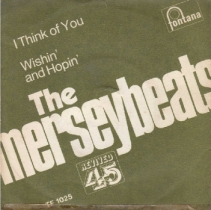 I Think of You
fontana
Wishin'
and Hopin'
The
merseybeats
REVIVED
45
TF 1025